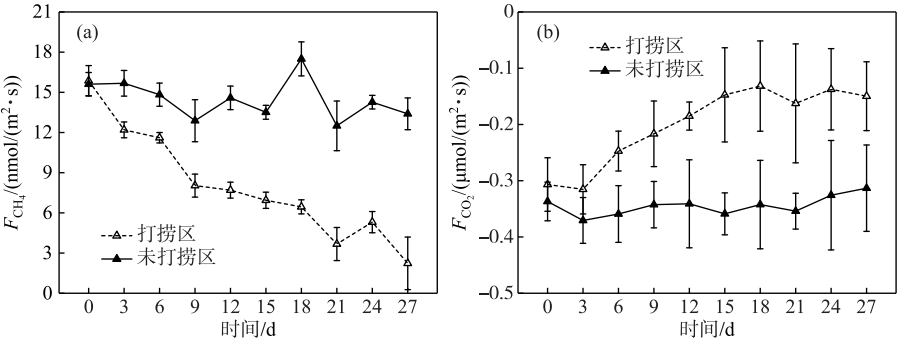 21
18
15
12
9
6
3
0
F_CH₄/(nmol/(m²•s))
(a)
打捞区
未打捞区
0 3 6 9 12 15 18 21 24 27
时间/d
0
−0.1
−0.2
−0.3
−0.4
−0.5
F_CO₂/(μmol/(m²•s))
(b)
打捞区
未打捞区
0 3 6 9 12 15 18 21 24 27
时间/d